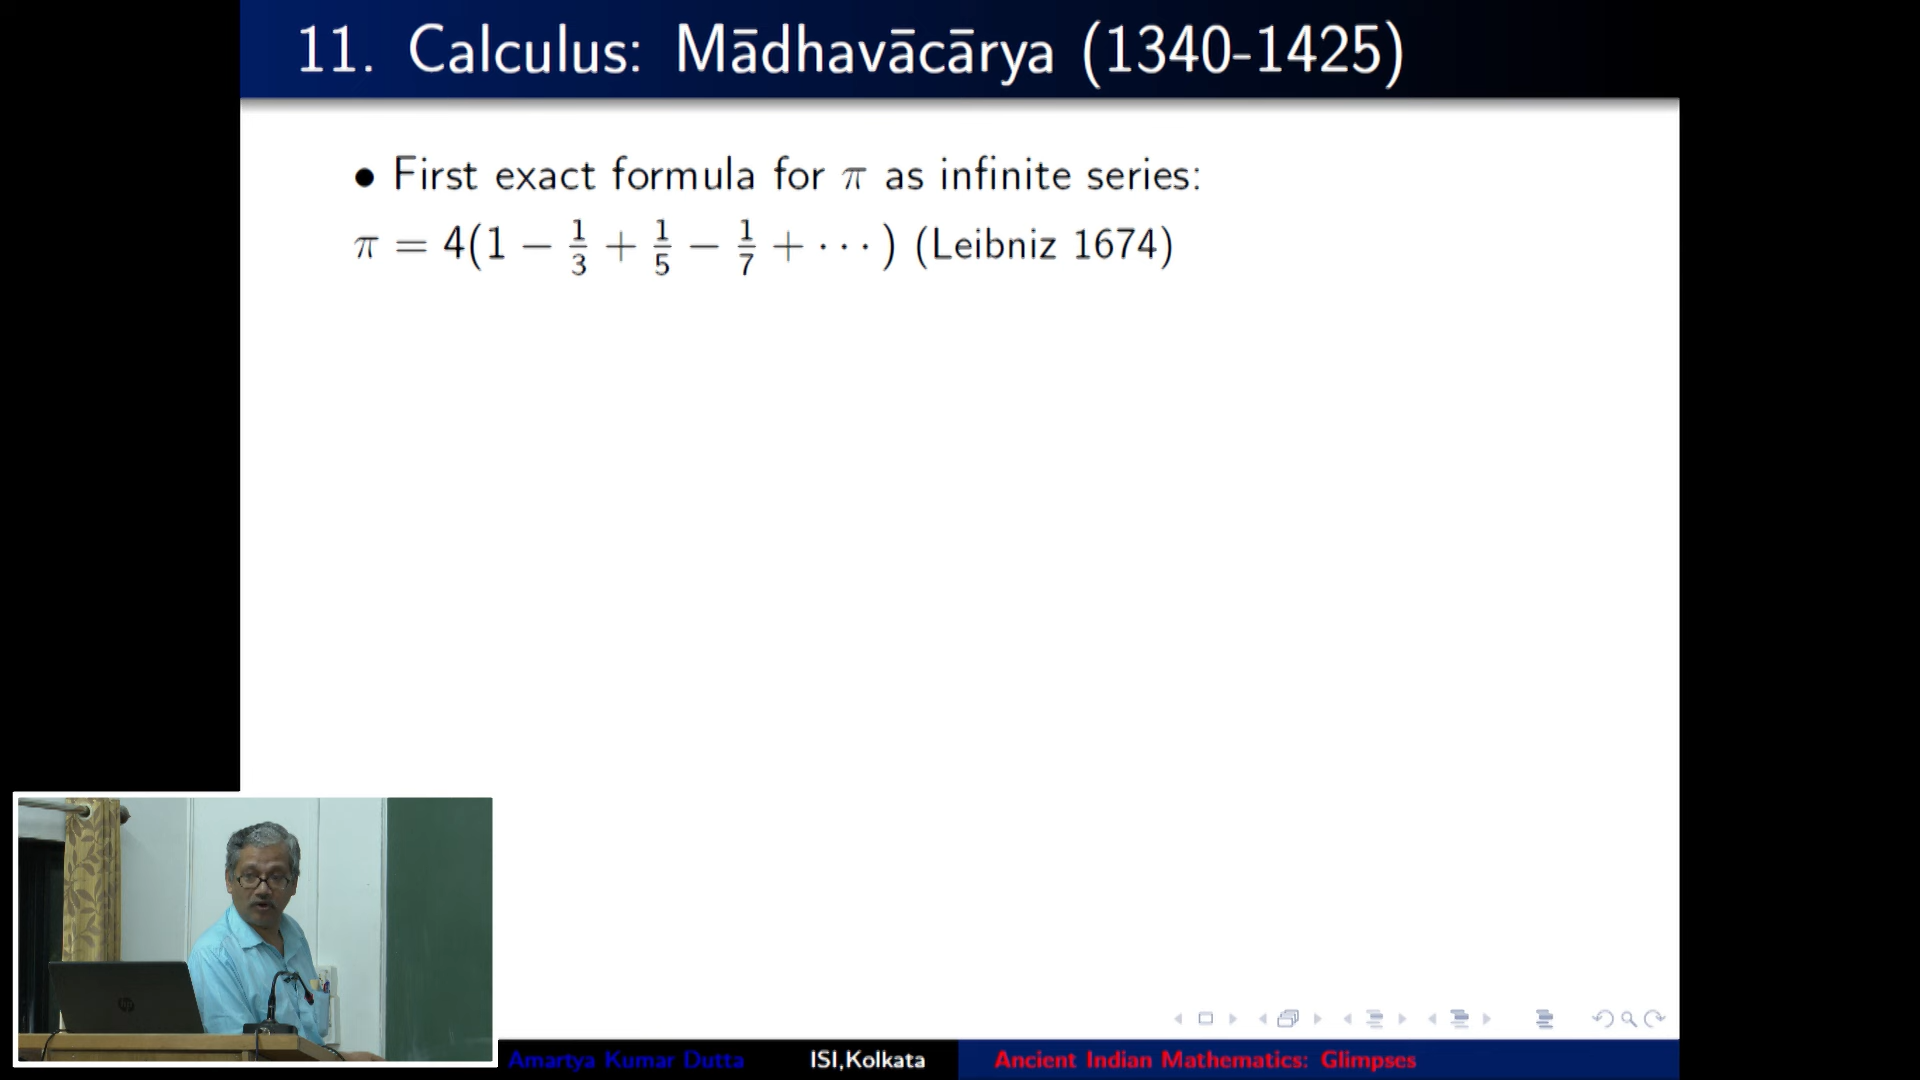 11. Calculus: Mādhavācārya (1340-1425)
• First exact formula for π as infinite series:
π = 4(1 − 1/3 + 1/5 − 1/7 + ⋯) (Leibniz 1674)
Amartya Kumar Dutta ISI,Kolkata Ancient Indian Mathematics: Glimpses